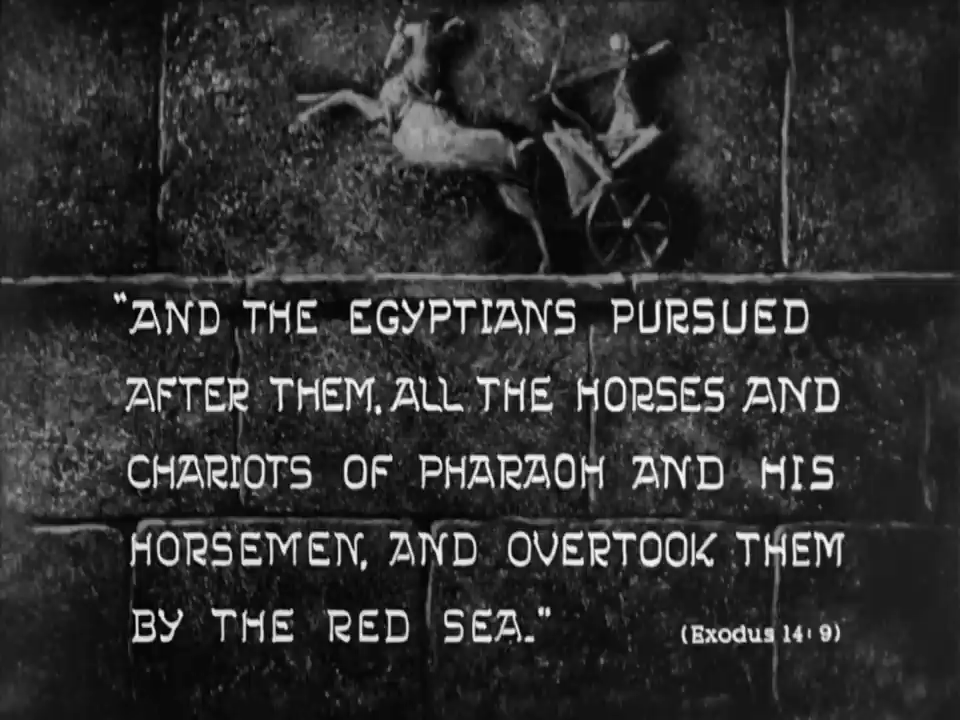 "AND THE EGYPTIANS PURSUED
AFTER THEM, ALL THE HORSES AND
CHARIOTS OF PHARAOH AND HIS
HORSEMEN, AND OVERTOOK THEM
BY THE RED SEA."
(Exodus 14: 9)